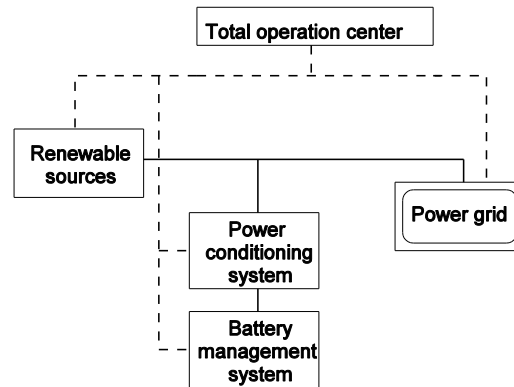 Total operation center
Renewable
sources
Power grid
Power
conditioning
system
Battery
management
system